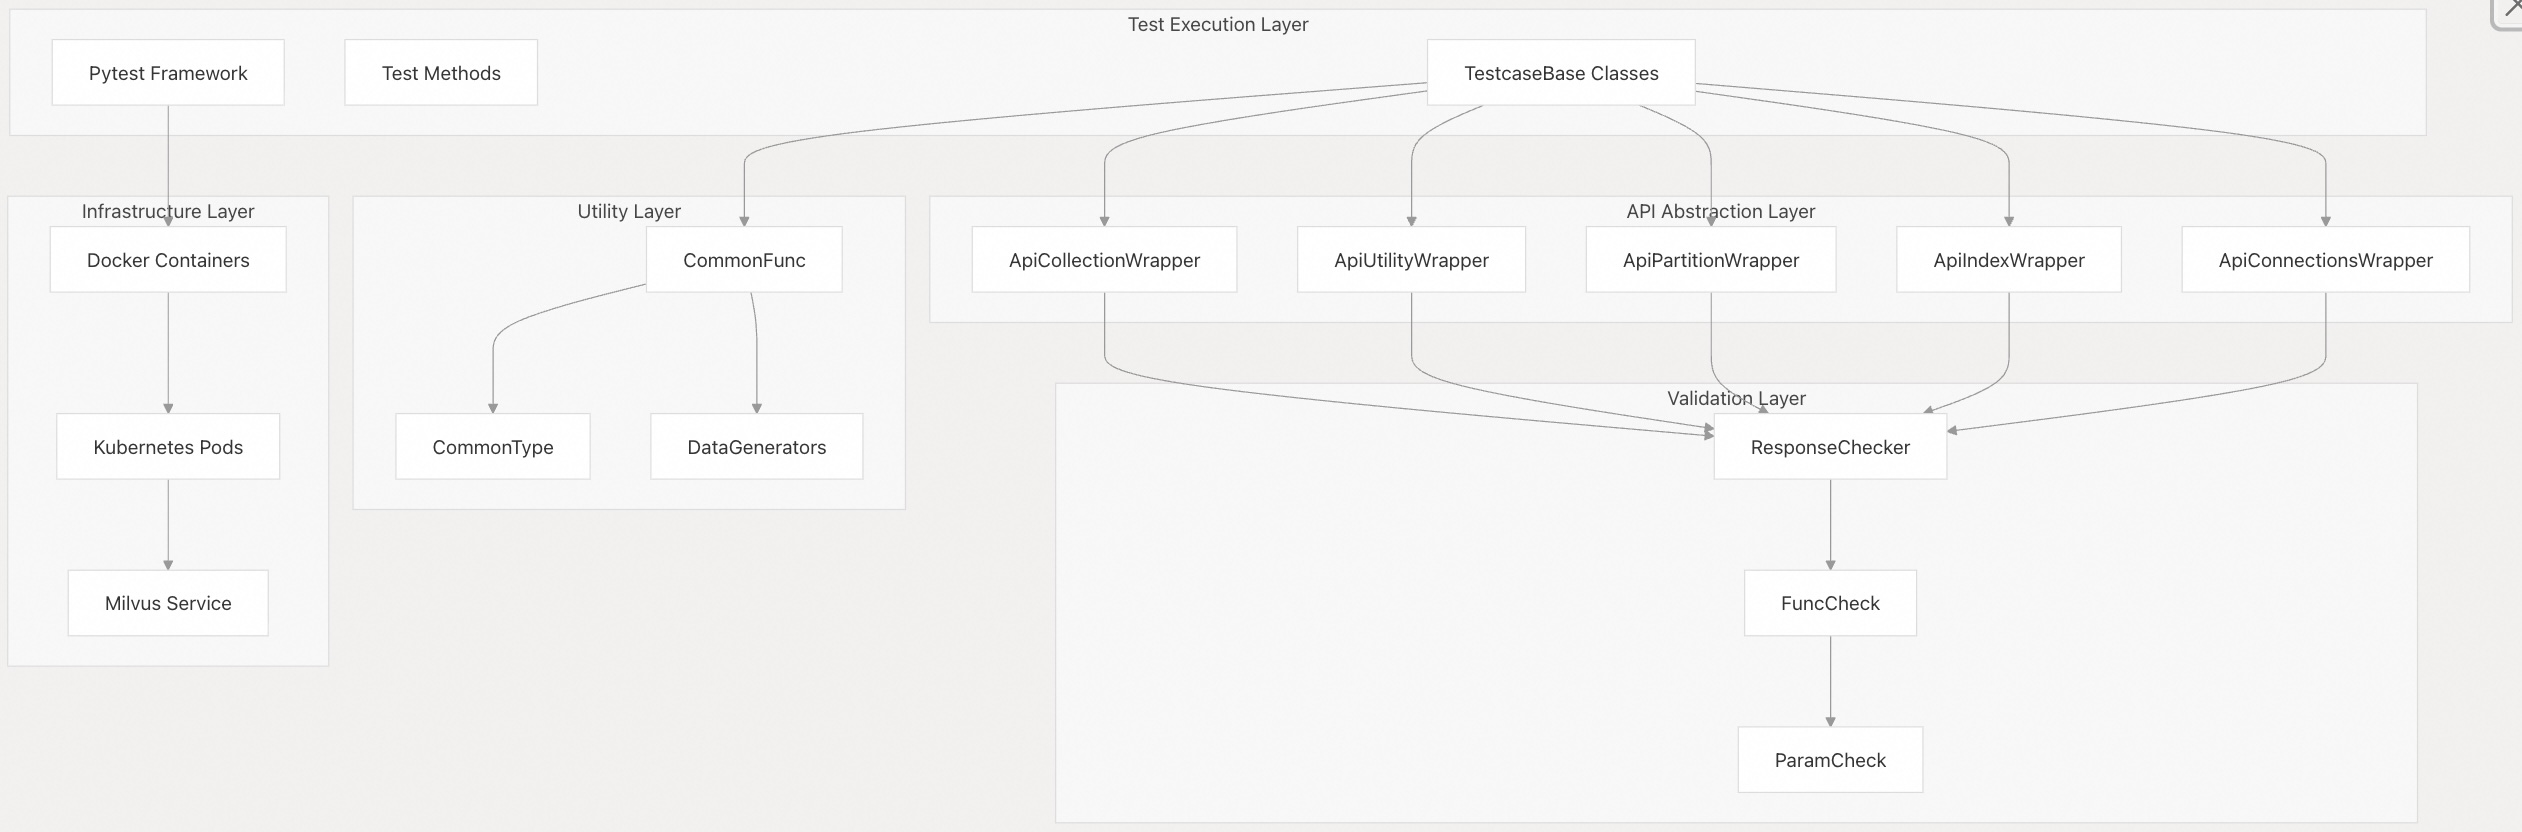 Test Execution Layer
Pytest Framework
Test Methods
TestcaseBase Classes
Infrastructure Layer
Utility Layer
API Abstraction Layer
Docker Containers
CommonFunc
ApiCollectionWrapper
ApiUtilityWrapper
ApiPartitionWrapper
ApiIndexWrapper
ApiConnectionsWrapper
Validation Layer
Kubernetes Pods
CommonType
DataGenerators
ResponseChecker
Milvus Service
FuncCheck
ParamCheck